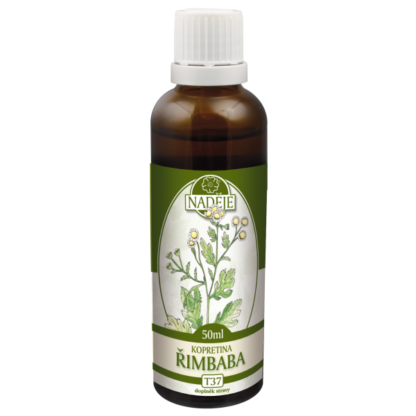 NADĚJE
50ml
KOPRETINA
ŘIMBABA
T37
doplněk stravy